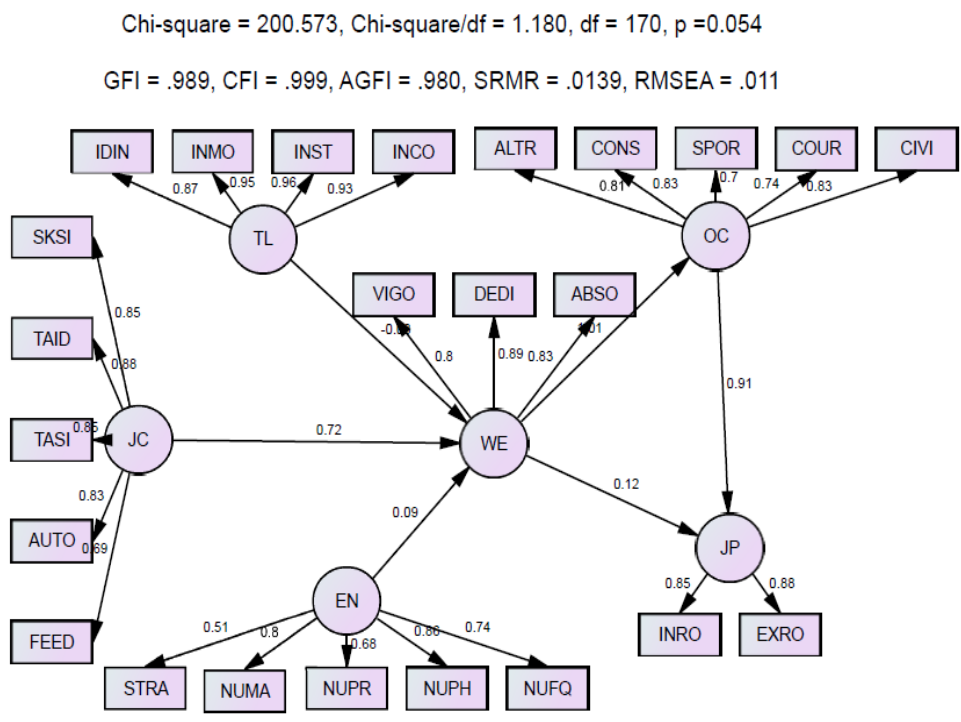 Chi-square = 200.573, Chi-square/df = 1.180, df = 170, p =0.054
GFI = .989, CFI = .999, AGFI = .980, SRMR = .0139, RMSEA = .011
IDIN INMO INST INCO ALTR CONS SPOR COUR CIVI
0.87 0.95 0.96 0.93 0.81 0.83 0.7 0.74 0.83
SKSI TL OC
VIGO DEDI ABSO
0.85
TAID
0.88 0.8 0.89 0.83
0.91
TASI 0.85 JC 0.72 WE
0.83 0.09 0.12
AUTO 0.69 JP
0.85 0.88
EN
FEED 0.51 0.8 0.68 0.86 0.74 INRO EXRO
STRA NUMA NUPR NUPH NUFQ